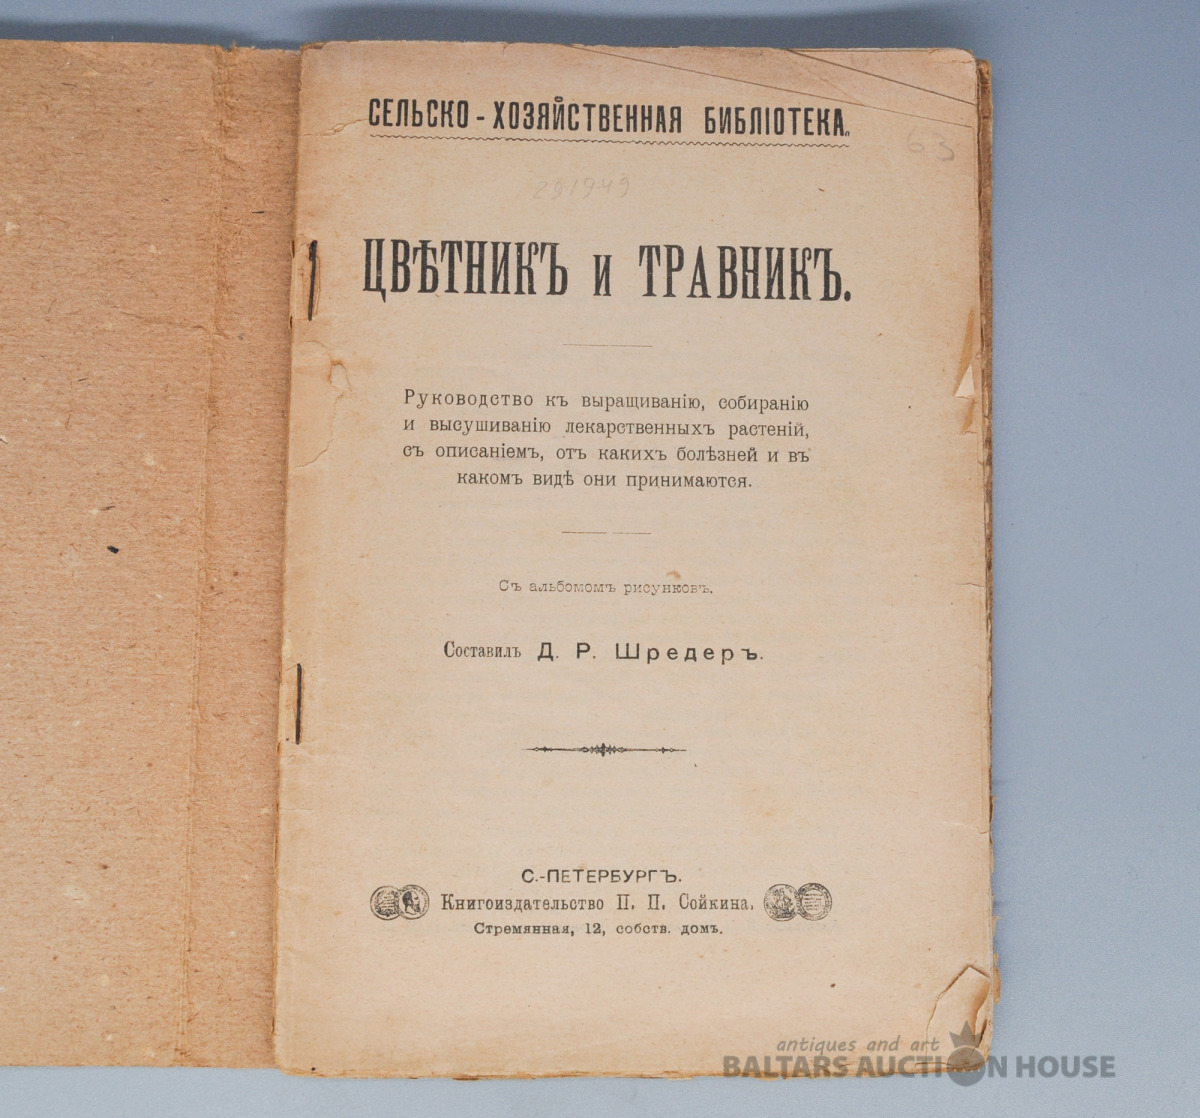 СЕЛЬСКО-ХОЗЯЙСТВЕННАЯ БИБЛІОТЕКА.
63
291949
ЦВѢТНИКЪ и ТРАВНИКЪ.
Руководство къ выращиванію, собиранію
и высушиванію лекарственныхъ растеній,
съ описаніемъ, отъ какихъ болѣзней и въ
какомъ видѣ они принимаются.
Съ альбомомъ рисунковъ.
Составилъ Д. Р. Шредеръ.
С.-ПЕТЕРБУРГЪ.
Книгоиздательство П. П. Сойкина,
Стремянная, 12, собств. домъ.
antiques and art
BALTARS AUCTION HOUSE